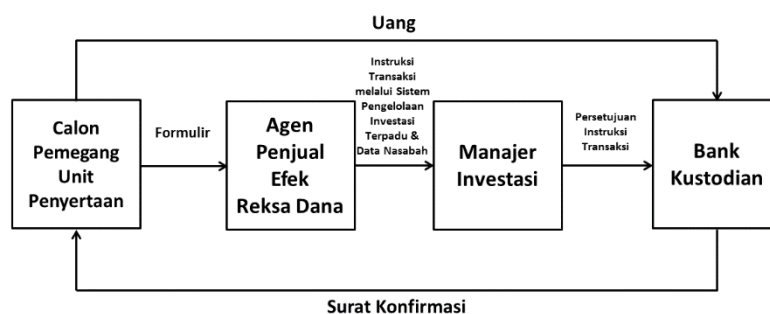 Uang
Calon
Pemegang
Unit
Penyertaan
Formulir
Agen
Penjual
Efek
Reksa Dana
Instruksi
Transaksi
melalui Sistem
Pengelolaan
Investasi
Terpadu &
Data Nasabah
Manajer
Investasi
Persetujuan
Instruksi
Transaksi
Bank
Kustodian
Surat Konfirmasi